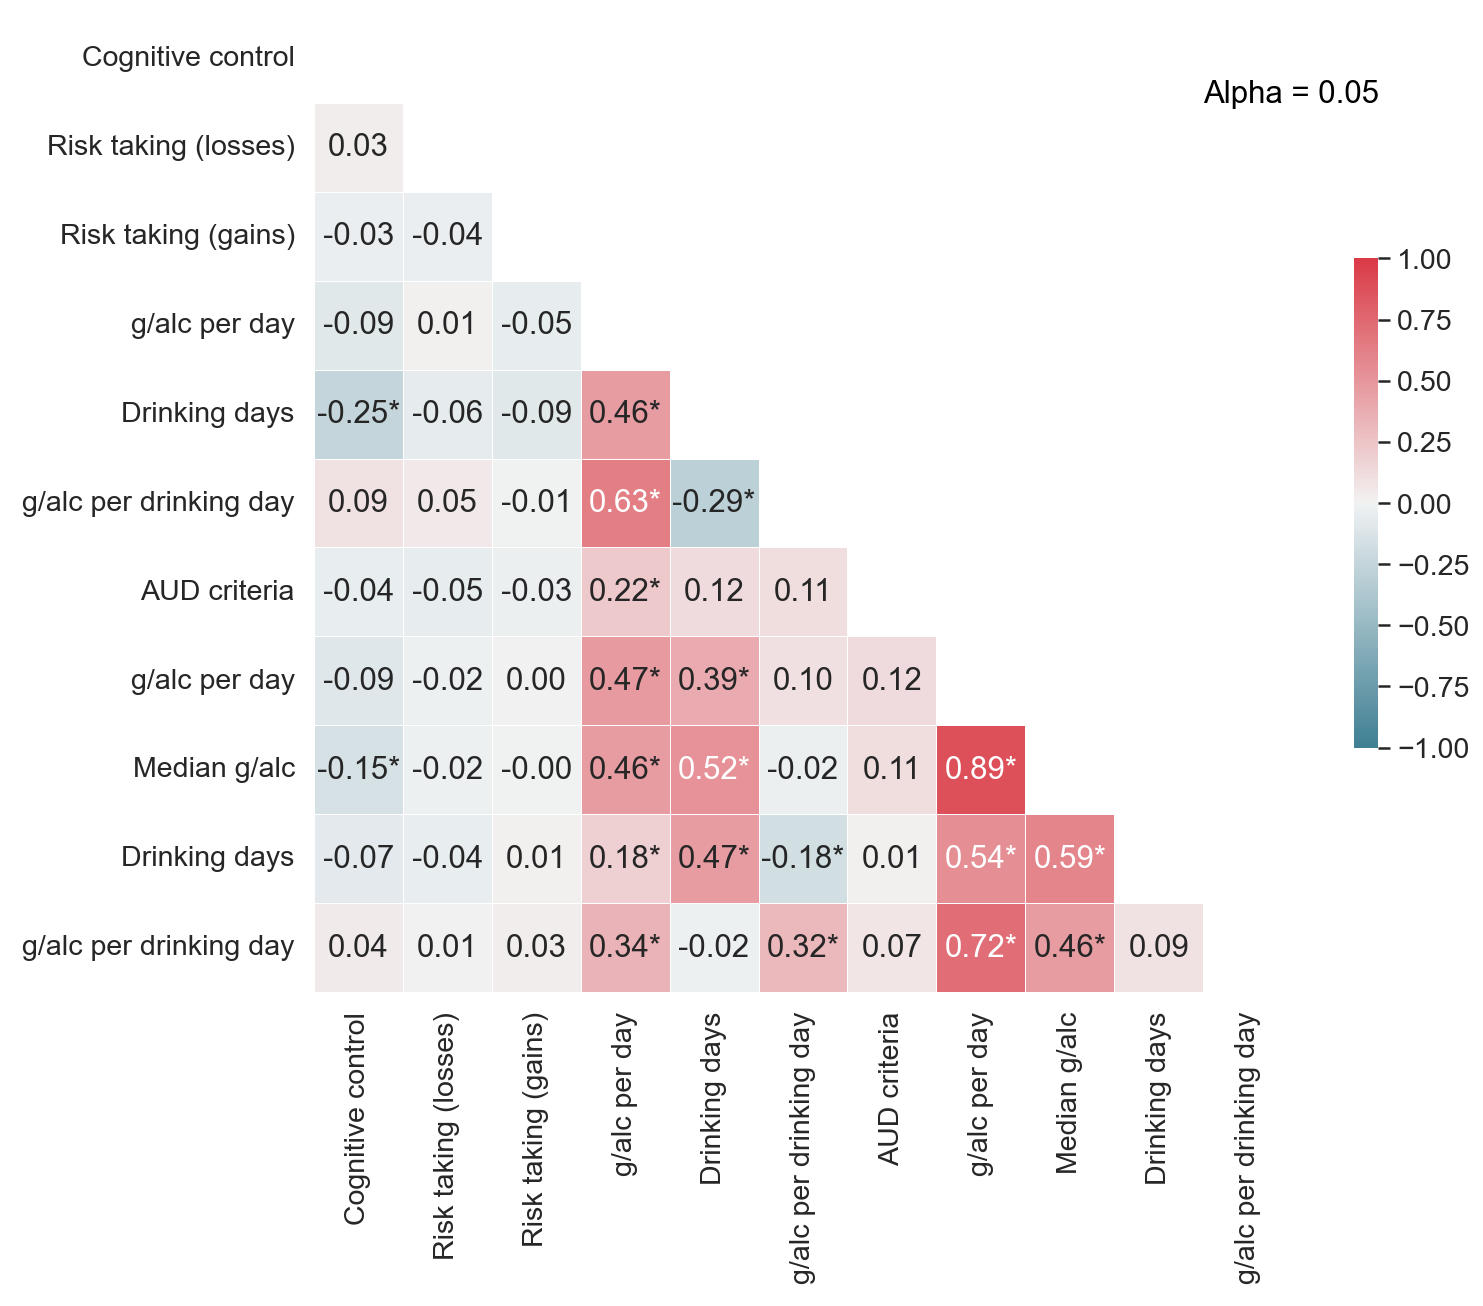 Cognitive control
Alpha = 0.05
Risk taking (losses) 0.03
Risk taking (gains) -0.03 -0.04
g/alc per day -0.09 0.01 -0.05
Drinking days -0.25* -0.06 -0.09 0.46*
g/alc per drinking day 0.09 0.05 -0.01 0.63* -0.29*
AUD criteria -0.04 -0.05 -0.03 0.22* 0.12 0.11
g/alc per day -0.09 -0.02 0.00 0.47* 0.39* 0.10 0.12
Median g/alc -0.15* -0.02 -0.00 0.46* 0.52* -0.02 0.11 0.89*
Drinking days -0.07 -0.04 0.01 0.18* 0.47* -0.18* 0.01 0.54* 0.59*
g/alc per drinking day 0.04 0.01 0.03 0.34* -0.02 0.32* 0.07 0.72* 0.46* 0.09
Cognitive control
Risk taking (losses)
Risk taking (gains)
g/alc per day
Drinking days
g/alc per drinking day
AUD criteria
g/alc per day
Median g/alc
Drinking days
g/alc per drinking day
1.00
0.75
0.50
0.25
0.00
−0.25
−0.50
−0.75
−1.00